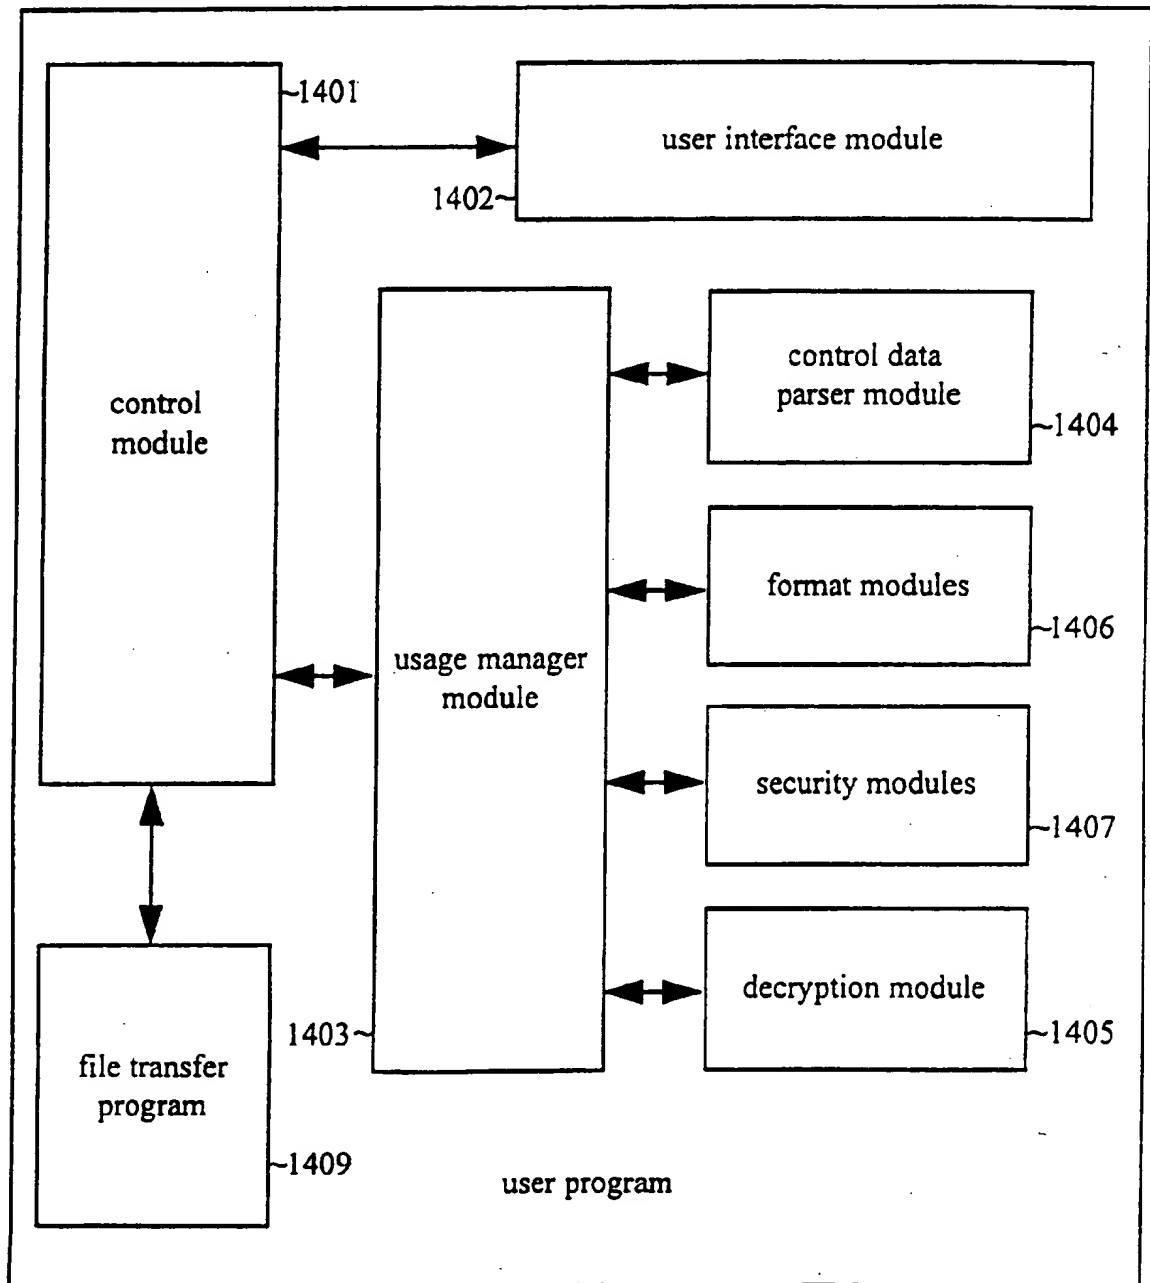 1401
user interface module
1402
control data
parser module
1404
control
module
format modules
1406
usage manager
module
security modules
1407
decryption module
1405
1403
file transfer
program
1409
user program